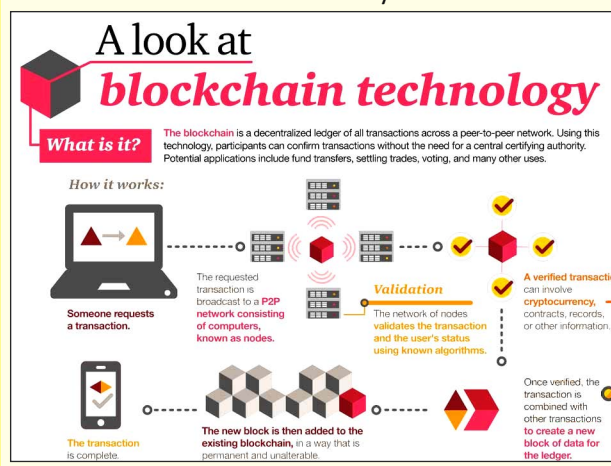 A look at
blockchain technology
What is it?
The blockchain is a decentralized ledger of all transactions across a peer-to-peer network. Using this
technology, participants can confirm transactions without the need for a central certifying authority.
Potential applications include fund transfers, settling trades, voting, and many other uses.
How it works:
Someone requests
a transaction.
The requested
transaction is
broadcast to a P2P
network consisting
of computers,
known as nodes.
Validation
The network of nodes
validates the transaction
and the user's status
using known algorithms.
A verified transacti
can involve
cryptocurrency,
contracts, records,
or other information.
Once verified, the
transaction is
combined with
other transactions
to create a new
block of data for
the ledger.
The new block is then added to the
existing blockchain, in a way that is
permanent and unalterable.
The transaction
is complete.